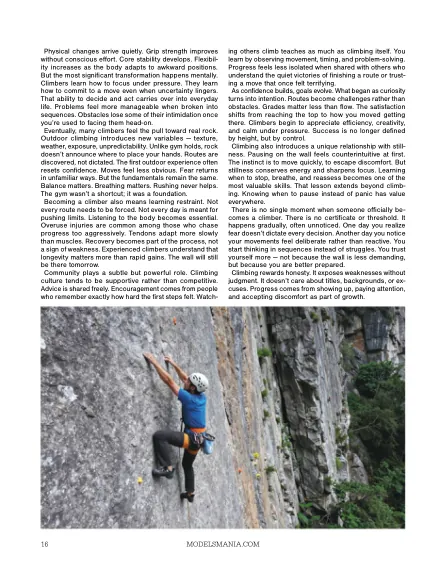 Physical changes arrive quietly. Grip strength improves
without conscious effort. Core stability develops. Flexibil-
ity increases as the body adapts to awkward positions.
But the most significant transformation happens mentally.
Climbers learn how to focus under pressure. They learn
how to commit to a move even when uncertainty lingers.
That ability to decide and act carries over into everyday
life. Problems feel more manageable when broken into
sequences. Obstacles lose some of their intimidation once
you're used to facing them head-on.
Eventually, many climbers feel the pull toward real rock.
Outdoor climbing introduces new variables — texture,
weather, exposure, unpredictability. Unlike gym holds, rock
doesn't announce where to place your hands. Routes are
discovered, not dictated. The first outdoor experience often
resets confidence. Moves feel less obvious. Fear returns
in unfamiliar ways. But the fundamentals remain the same.
Balance matters. Breathing matters. Rushing never helps.
The gym wasn't a shortcut; it was a foundation.
Becoming a climber also means learning restraint. Not
every route needs to be forced. Not every day is meant for
pushing limits. Listening to the body becomes essential.
Overuse injuries are common among those who chase
progress too aggressively. Tendons adapt more slowly
than muscles. Recovery becomes part of the process, not
a sign of weakness. Experienced climbers understand that
longevity matters more than rapid gains. The wall will still
be there tomorrow.
Community plays a subtle but powerful role. Climbing
culture tends to be supportive rather than competitive.
Advice is shared freely. Encouragement comes from people
who remember exactly how hard the first steps felt. Watch-
ing others climb teaches as much as climbing itself. You
learn by observing movement, timing, and problem-solving.
Progress feels less isolated when shared with others who
understand the quiet victories of finishing a route or trust-
ing a move that once felt terrifying.
As confidence builds, goals evolve. What began as curiosity
turns into intention. Routes become challenges rather than
obstacles. Grades matter less than flow. The satisfaction
shifts from reaching the top to how you moved getting
there. Climbers begin to appreciate efficiency, creativity,
and calm under pressure. Success is no longer defined
by height, but by control.
Climbing also introduces a unique relationship with still-
ness. Pausing on the wall feels counterintuitive at first.
The instinct is to move quickly, to escape discomfort. But
stillness conserves energy and sharpens focus. Learning
when to stop, breathe, and reassess becomes one of the
most valuable skills. That lesson extends beyond climb-
ing. Knowing when to pause instead of panic has value
everywhere.
There is no single moment when someone officially be-
comes a climber. There is no certificate or threshold. It
happens gradually, often unnoticed. One day you realize
fear doesn't dictate every decision. Another day you notice
your movements feel deliberate rather than reactive. You
start thinking in sequences instead of struggles. You trust
yourself more — not because the wall is less demanding,
but because you are better prepared.
Climbing rewards honesty. It exposes weaknesses without
judgment. It doesn't care about titles, backgrounds, or ex-
cuses. Progress comes from showing up, paying attention,
and accepting discomfort as part of growth.
16
MODELSMANIA.COM